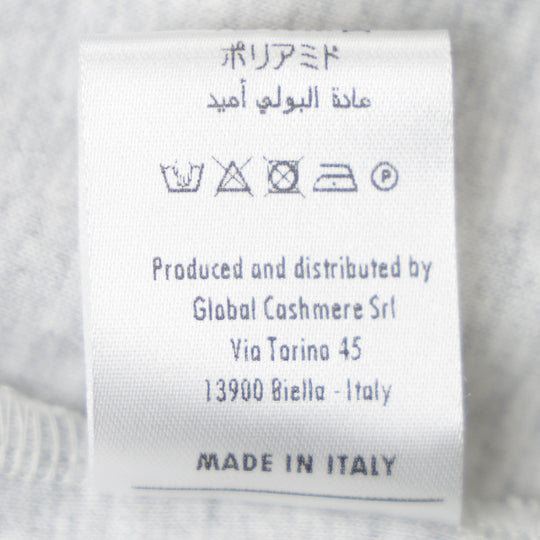 ポリアミド
مادة البولي أميد
P
Produced and distributed by
Global Cashmere Srl
Via Torino 45
13900 Biella - Italy
MADE IN ITALY